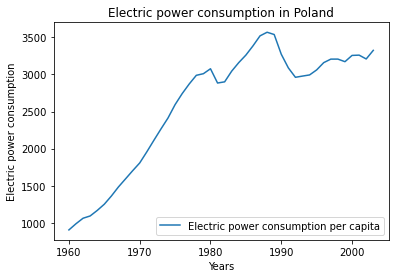 Electric power consumption in Poland
Electric power consumption
3500
3000
2500
2000
1500
1000
Electric power consumption per capita
1960
1970
1980
1990
2000
Years